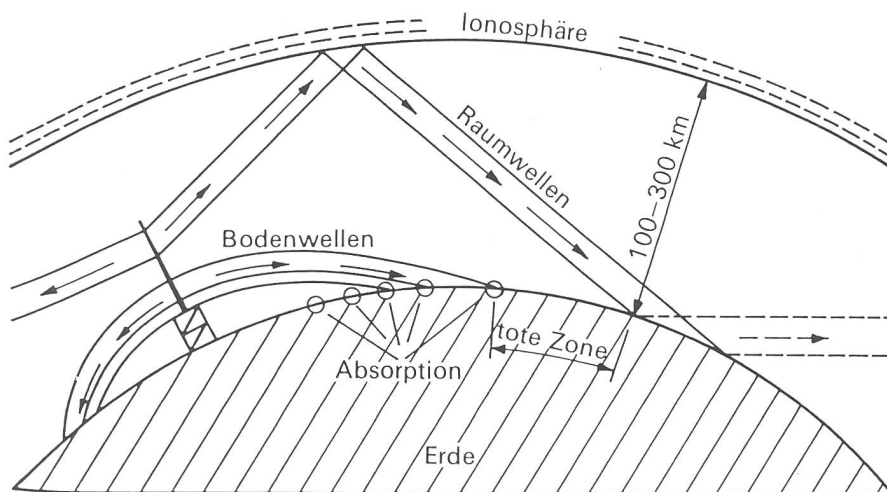 Ionosphäre
Raumwellen
100–300 km
Bodenwellen
tote Zone
Absorption
Erde